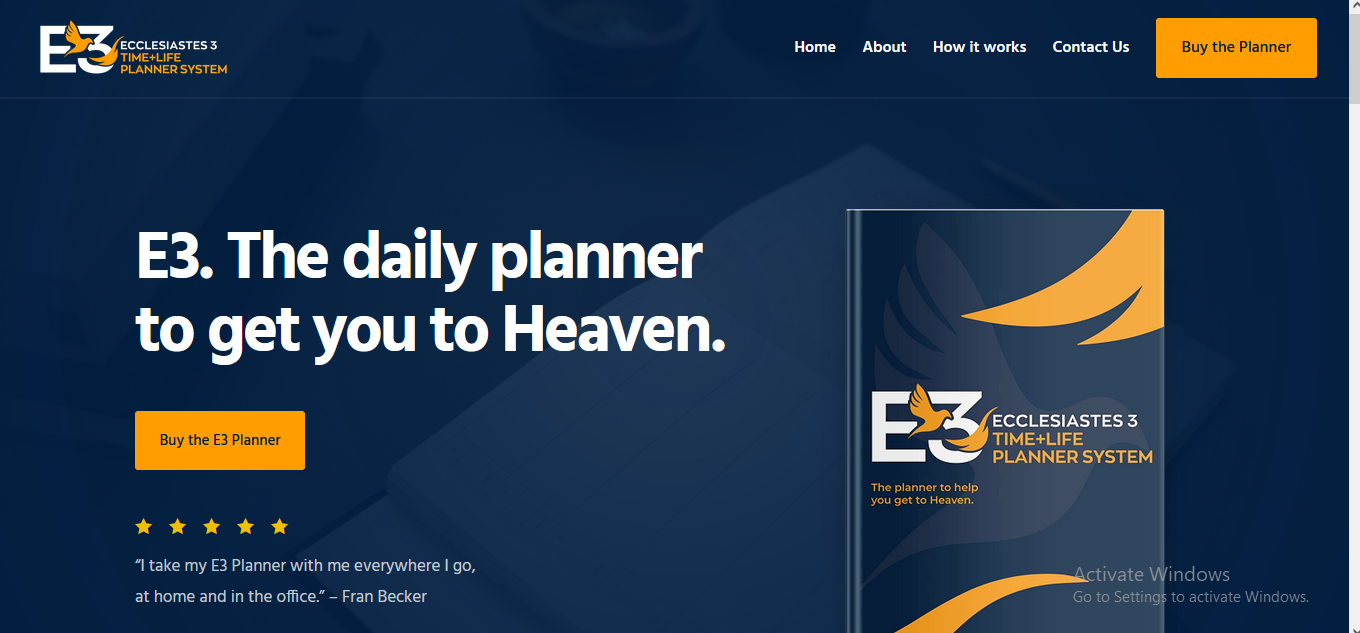 E3 ECCLESIASTES 3
TIME+LIFE
PLANNER SYSTEM
Home About How it works Contact Us Buy the Planner
E3. The daily planner
to get you to Heaven.
Buy the E3 Planner
“I take my E3 Planner with me everywhere I go,
at home and in the office.” – Fran Becker
E3 ECCLESIASTES 3
TIME+LIFE
PLANNER SYSTEM
The planner to help
you get to Heaven.
Activate Windows
Go to Settings to activate Windows.